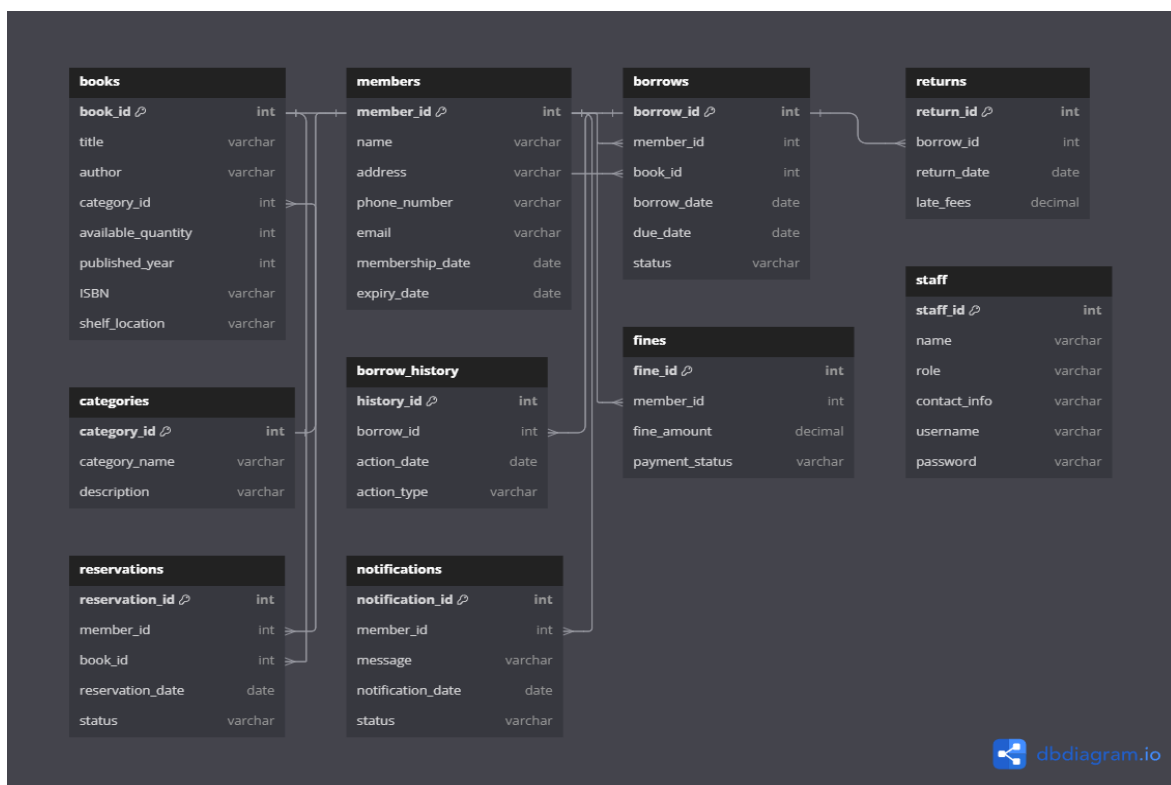 books
book_id int
title varchar
author varchar
category_id int
available_quantity int
published_year int
ISBN varchar
shelf_location varchar
members
member_id int
name varchar
address varchar
phone_number varchar
email varchar
membership_date date
expiry_date date
borrows
borrow_id int
member_id int
book_id int
borrow_date date
due_date date
status varchar
returns
return_id int
borrow_id int
return_date date
late_fees decimal
staff
staff_id int
name varchar
role varchar
contact_info varchar
username varchar
password varchar
fines
fine_id int
member_id int
fine_amount decimal
payment_status varchar
borrow_history
history_id int
borrow_id int
action_date date
action_type varchar
categories
category_id int
category_name varchar
description varchar
reservations
reservation_id int
member_id int
book_id int
reservation_date date
status varchar
notifications
notification_id int
member_id int
message varchar
notification_date date
status varchar
dbdiagram.io